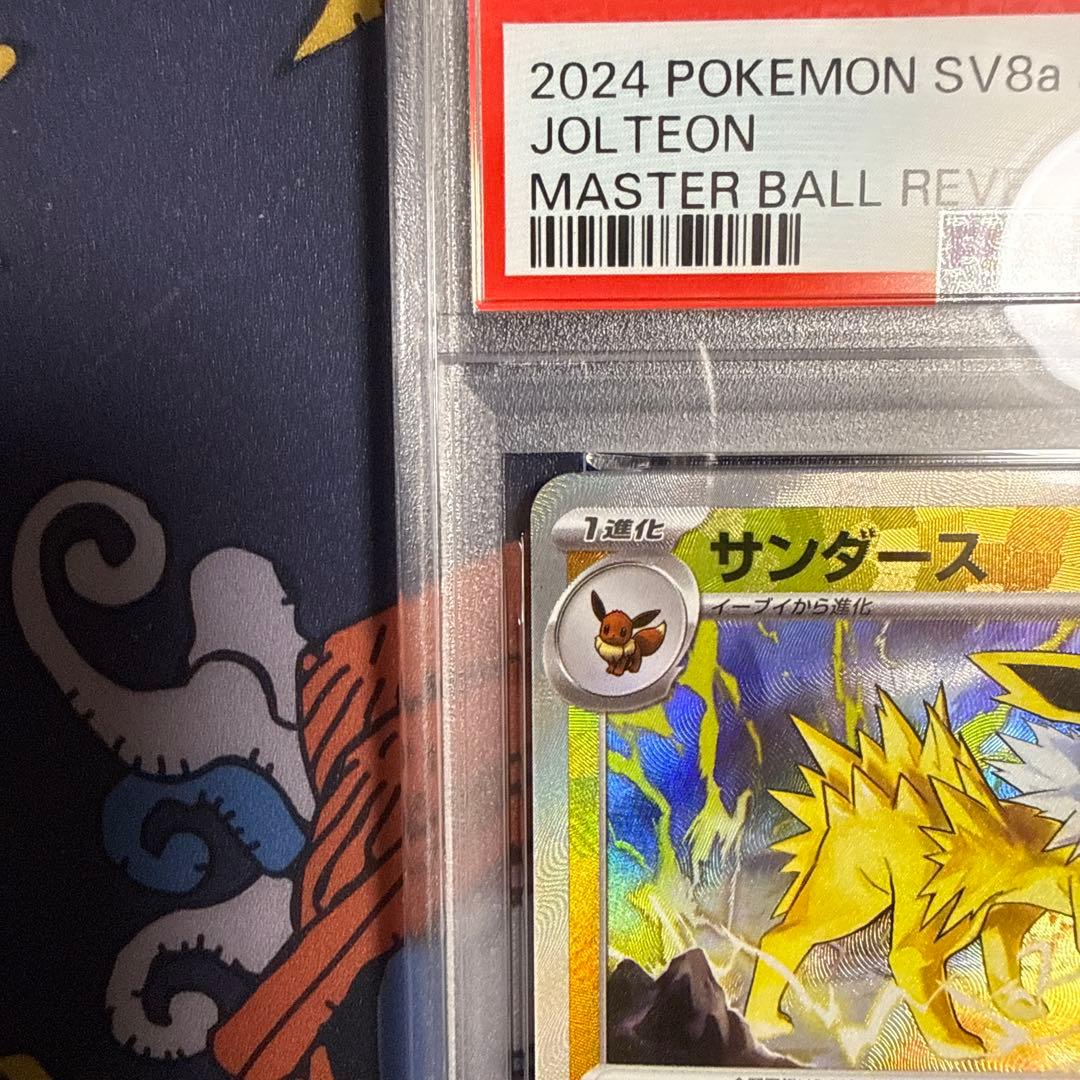 2024 POKEMON SV8a
JOLTEON
MASTER BALL
1進化
サンダース
イーブイから進化